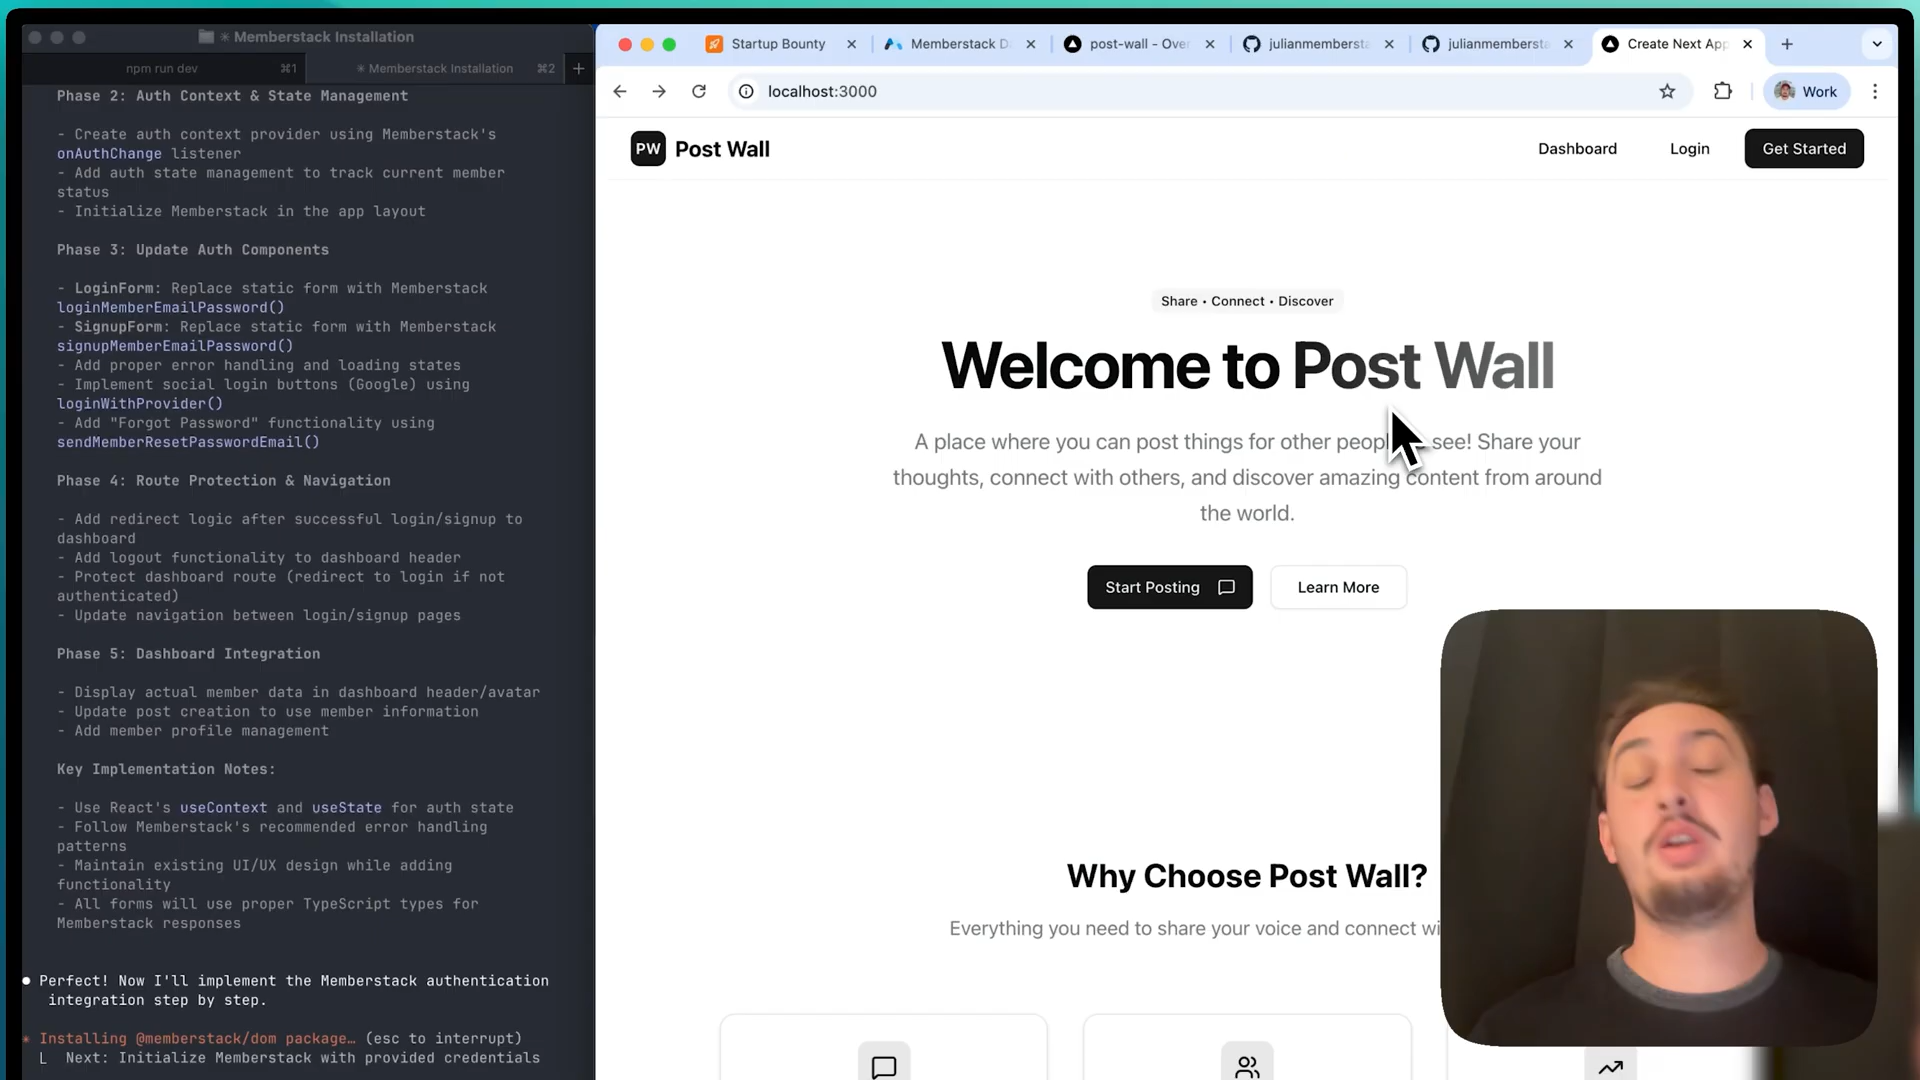 ✳ Memberstack Installation
npm run dev ⌘1
✳ Memberstack Installation ⌘2
Phase 2: Auth Context & State Management
- Create auth context provider using Memberstack's
onAuthChange listener
- Add auth state management to track current member
status
- Initialize Memberstack in the app layout
Phase 3: Update Auth Components
- LoginForm: Replace static form with Memberstack
loginMemberEmailPassword()
- SignupForm: Replace static form with Memberstack
signupMemberEmailPassword()
- Add proper error handling and loading states
- Implement social login buttons (Google) using
loginWithProvider()
- Add "Forgot Password" functionality using
sendMemberResetPasswordEmail()
Phase 4: Route Protection & Navigation
- Add redirect logic after successful login/signup to
dashboard
- Add logout functionality to dashboard header
- Protect dashboard route (redirect to login if not
authenticated)
- Update navigation between login/signup pages
Phase 5: Dashboard Integration
- Display actual member data in dashboard header/avatar
- Update post creation to use member information
- Add member profile management
Key Implementation Notes:
- Use React's useContext and useState for auth state
- Follow Memberstack's recommended error handling
patterns
- Maintain existing UI/UX design while adding
functionality
- All forms will use proper TypeScript types for
Memberstack responses
● Perfect! Now I'll implement the Memberstack authentication
integration step by step.
✳ Installing @memberstack/dom package… (esc to interrupt)
⎿ Next: Initialize Memberstack with provided credentials
Startup Bounty
Memberstack D
post-wall - Over
julianmembersta
julianmembersta
Create Next App
localhost:3000
Work
PW Post Wall
Dashboard
Login
Get Started
Share • Connect • Discover
Welcome to Post Wall
A place where you can post things for other people see! Share your
thoughts, connect with others, and discover amazing content from around
the world.
Start Posting
Learn More
Why Choose Post Wall?
Everything you need to share your voice and connect wi